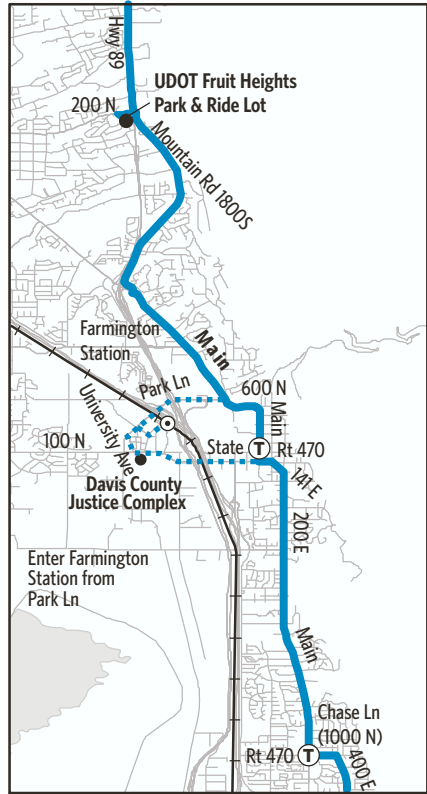 Hwy 89
UDOT Fruit Heights
Park & Ride Lot
200 N
Mountain Rd 1800S
Farmington
Station
Main
Park Ln
600 N
University Ave
Main
100 N
State
T
Rt 470
141 E
Davis County
Justice Complex
200 E
Enter Farmington
Station from
Park Ln
Main
Chase Ln
(1000 N)
Rt 470
T
400 E